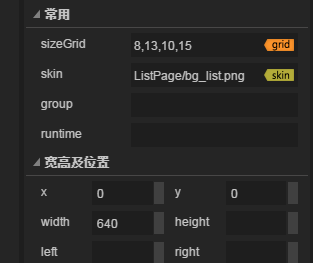 常用
sizeGrid 8,13,10,15 grid
skin ListPage/bg_list.png skin
group
runtime
宽高及位置
x 0 y 0
width 640 height
left right